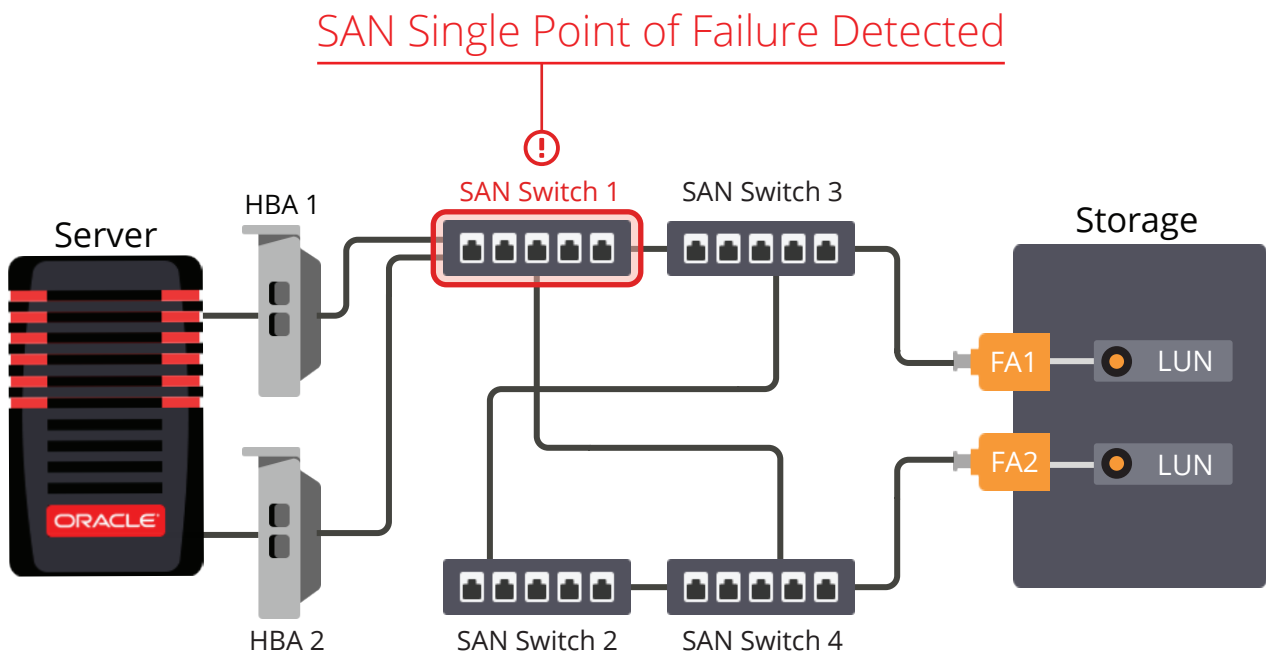 SAN Single Point of Failure Detected
SAN Switch 1
SAN Switch 3
HBA 1
Server
Storage
FA1
LUN
FA2
LUN
ORACLE
HBA 2
SAN Switch 2
SAN Switch 4